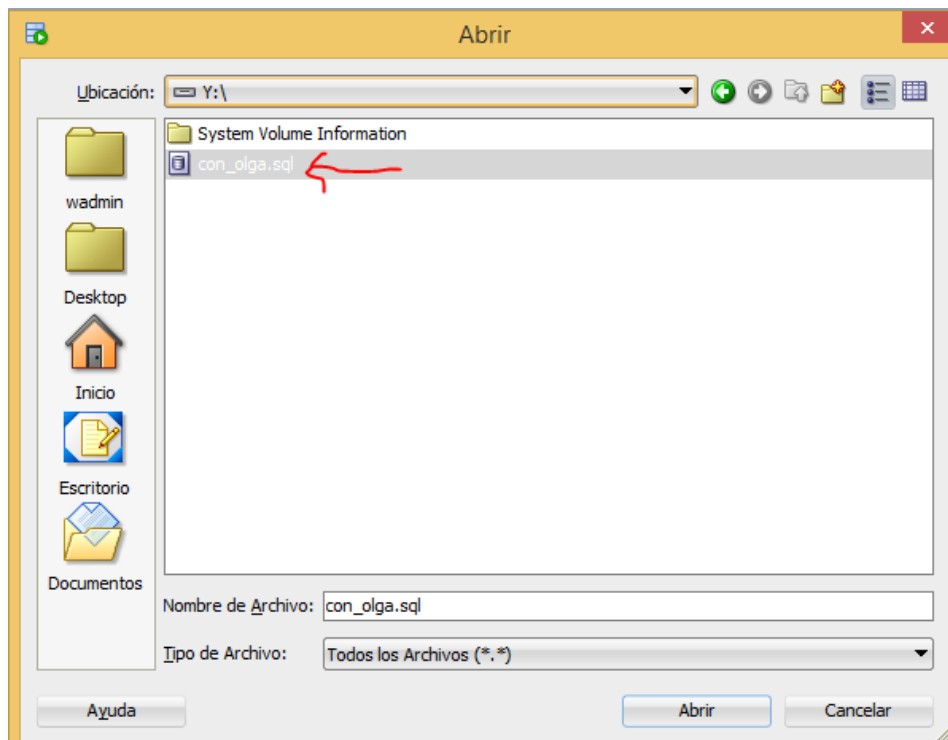 Abrir
Ubicación: Y:\
System Volume Information
con_olga.sql
wadmin
Desktop
Inicio
Escritorio
Documentos
Nombre de Archivo: con_olga.sql
Tipo de Archivo: Todos los Archivos (*.*)
Ayuda Abrir Cancelar